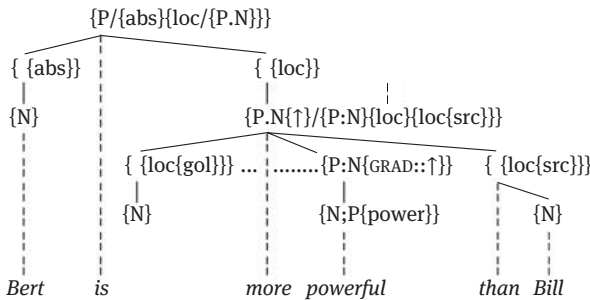 {P/{abs}{loc/{P.N}}}
{ {abs}} { {loc}}
{N} {P.N{↑}/{P:N}{loc}{loc{src}}}
{ {loc{gol}}} ... ........{P:N{GRAD::↑}} { {loc{src}}}
{N} {N;P{power}} {N}
Bert is more powerful than Bill